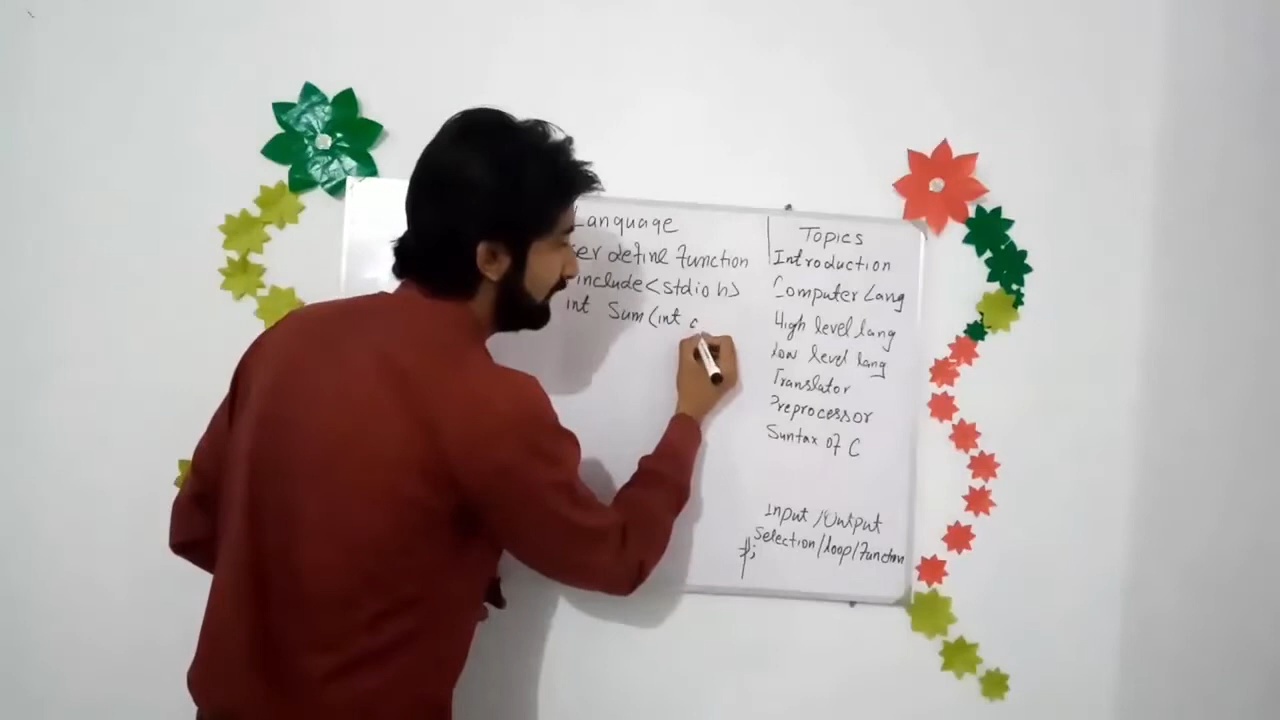 Language
er define Function
include<stdio h>
int Sum(int
Topics
Introduction
Computer Lang
High level lang
Low level lang
Translator
Preprocessor
Suntax of C
Input /Output
Selection/loop/Function